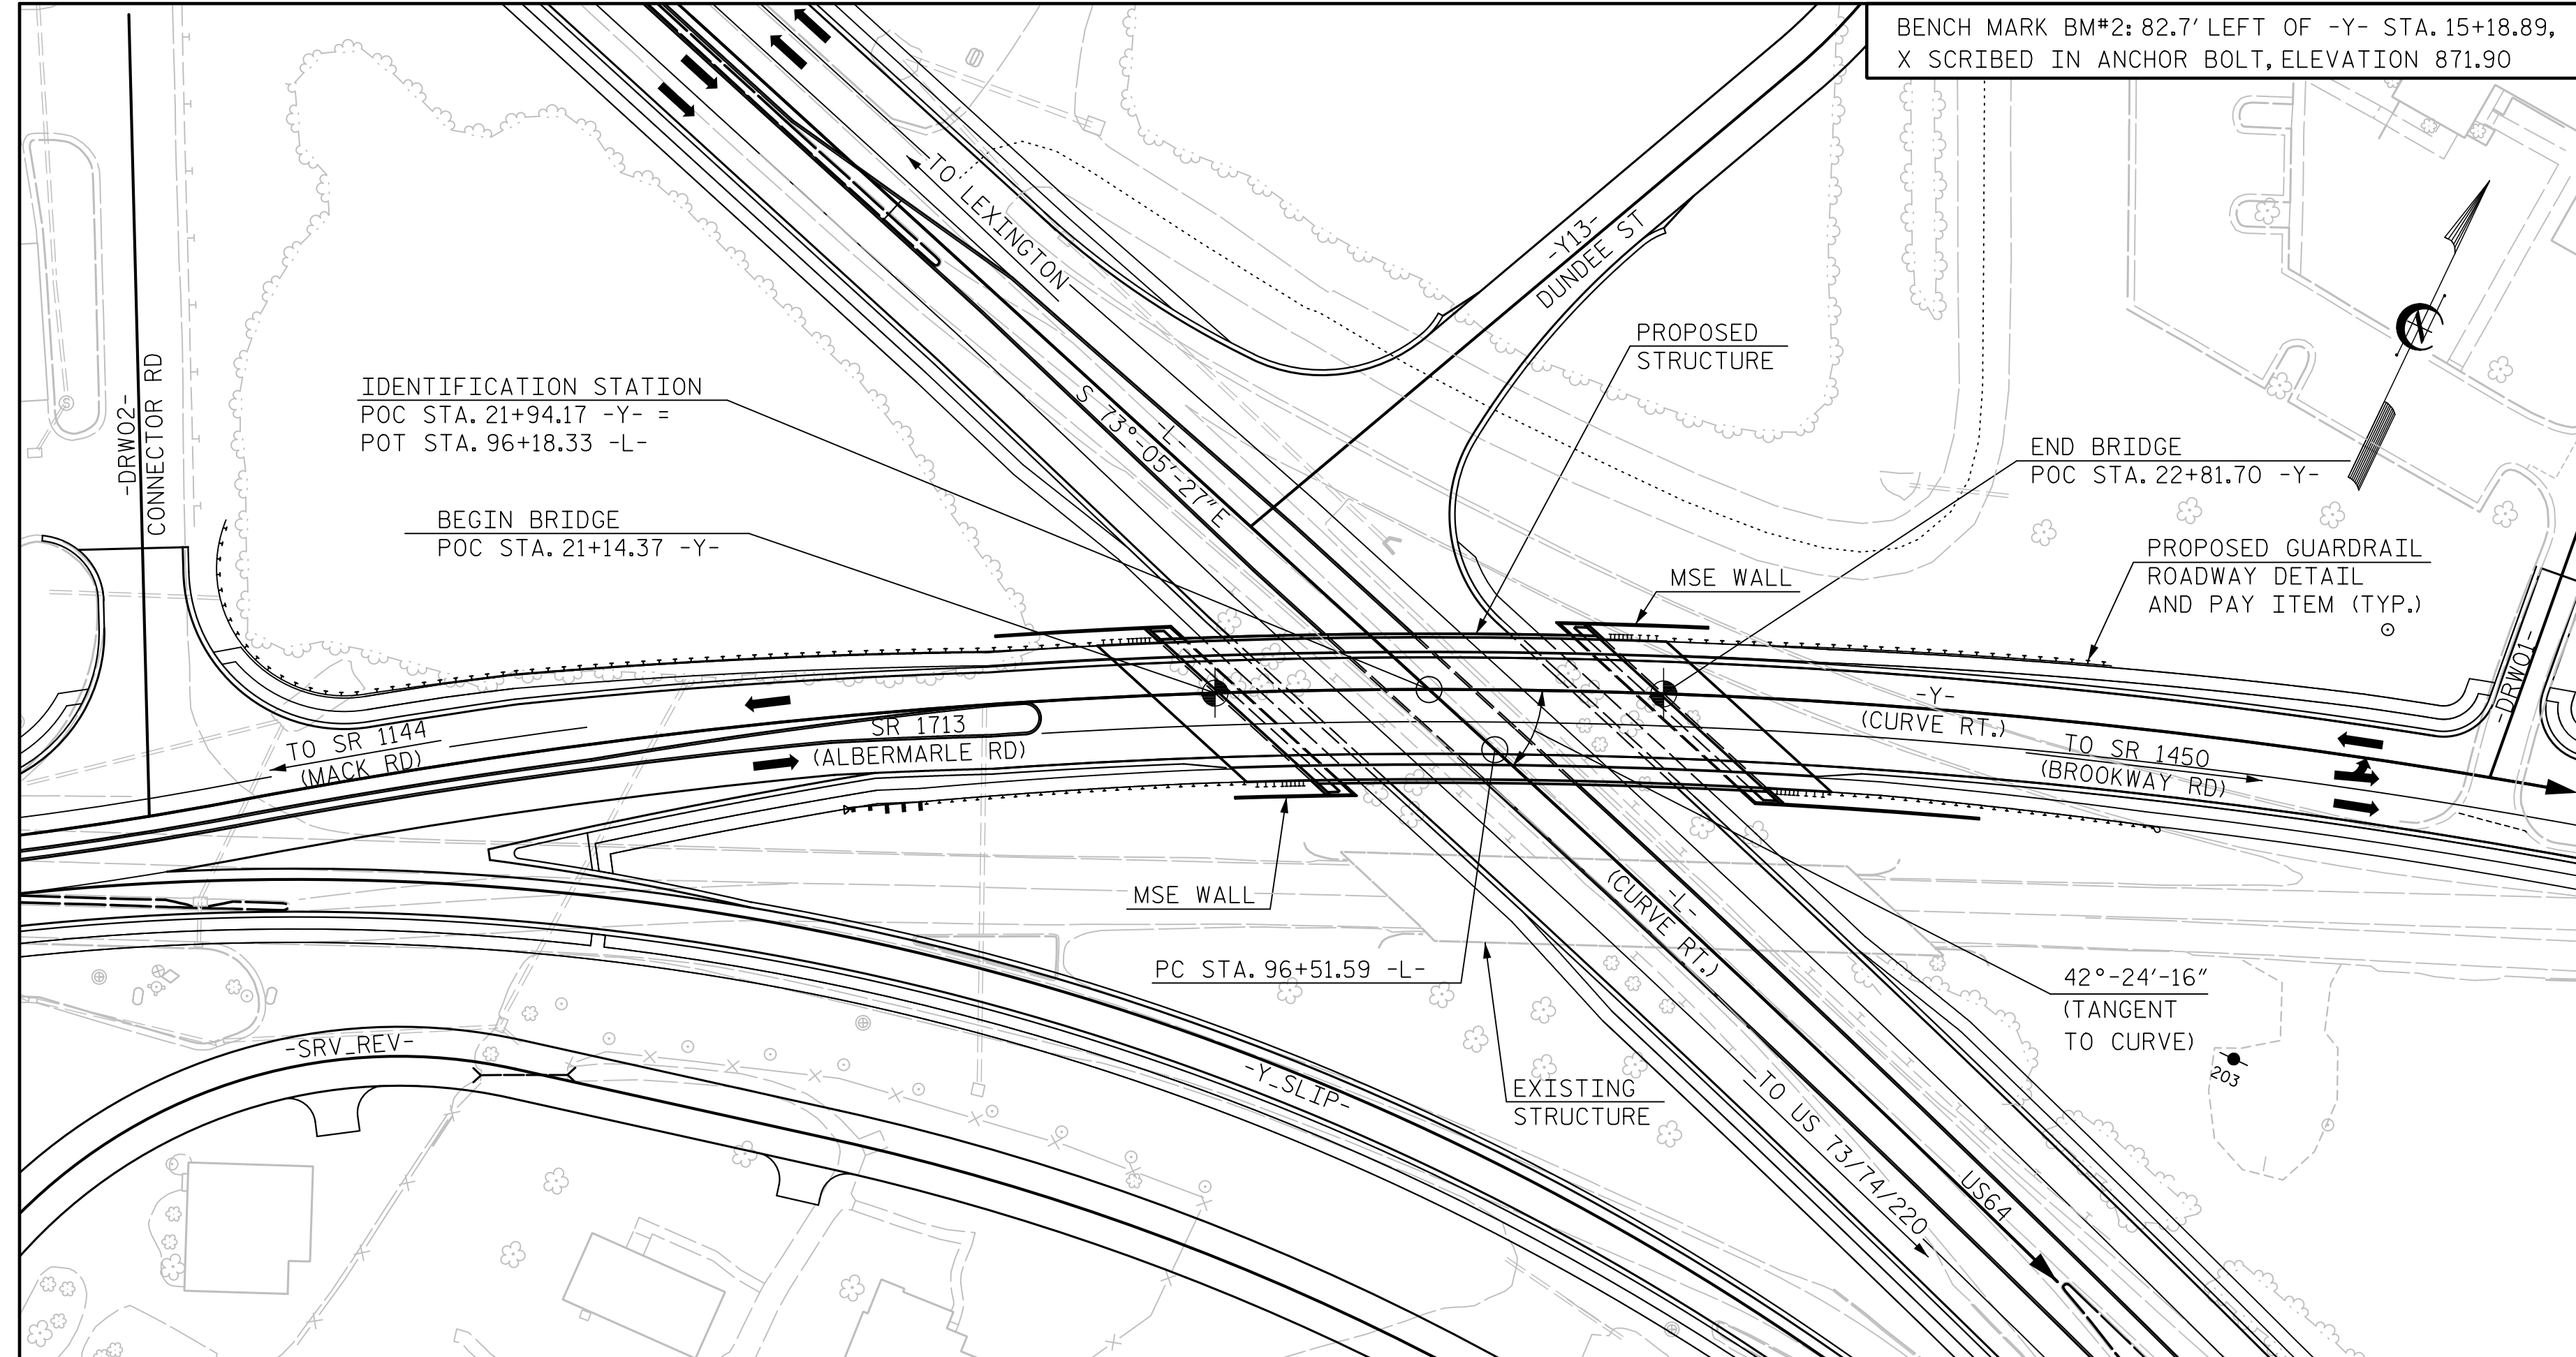 BENCH MARK BM#2: 82.7' LEFT OF -Y- STA. 15+18.89,
X SCRIBED IN ANCHOR BOLT, ELEVATION 871.90
TO LEXINGTON
-Y13-
DUNDEE ST
PROPOSED
STRUCTURE
N
-DRW02-
CONNECTOR RD
IDENTIFICATION STATION
POC STA. 21+94.17 -Y- =
POT STA. 96+18.33 -L-
-L-
S 73°-05'-27" E
END BRIDGE
POC STA. 22+81.70 -Y-
BEGIN BRIDGE
POC STA. 21+14.37 -Y-
MSE WALL
PROPOSED GUARDRAIL
ROADWAY DETAIL
AND PAY ITEM (TYP.)
S
-DRW01-
TO SR 1144
(MACK RD)
SR 1713
(ALBERMARLE RD)
-Y-
(CURVE RT.)
TO SR 1450
(BROOKWAY RD)
MSE WALL
-L-
(CURVE RT.)
PC STA. 96+51.59 -L-
42°-24'-16"
(TANGENT
TO CURVE)
203
-SRV_REV-
-Y_SLIP-
EXISTING
STRUCTURE
TO US 73/74/220
US64